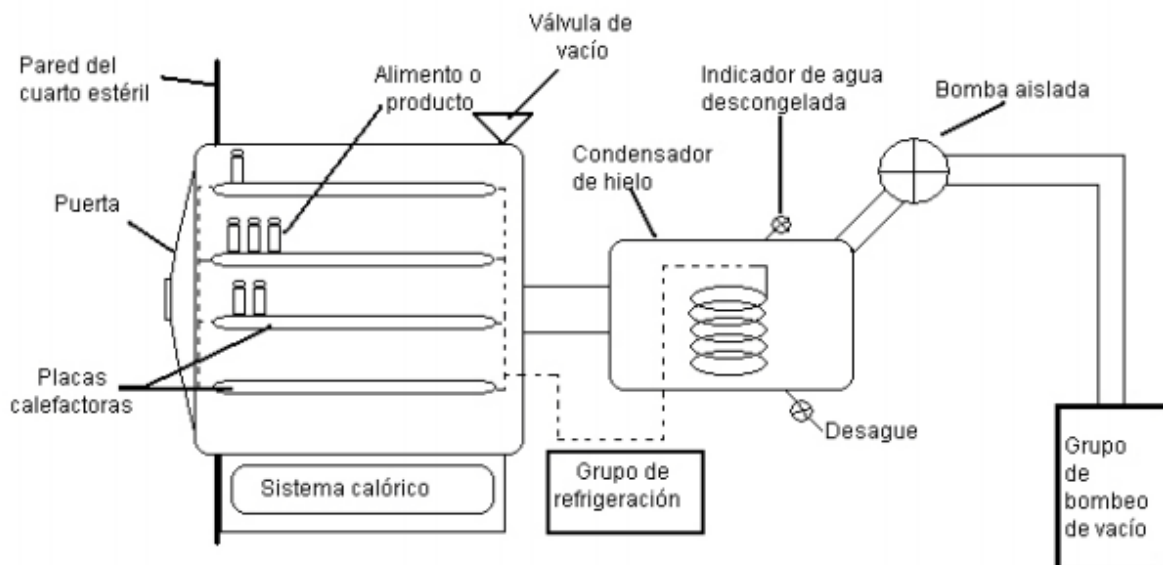 Válvula de
vacío
Pared del
cuarto estéril
Alimento o
producto
Indicador de agua
descongelada
Bomba aislada
Condensador
de hielo
Puerta
Placas
calefactoras
Desague
Sistema calórico
Grupo de
refrigeración
Grupo
de
bombeo
de vacío